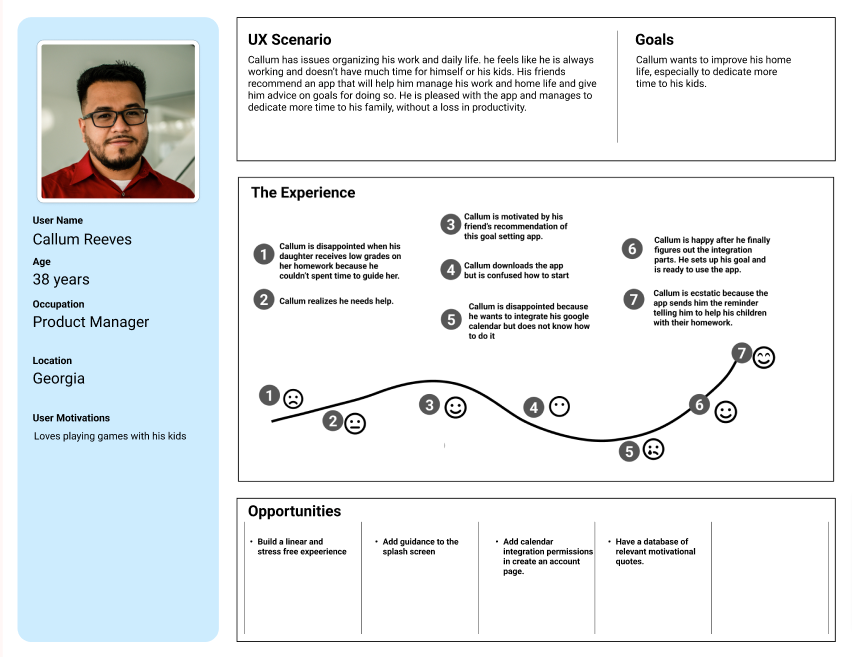 User Name
Callum Reeves
Age
38 years
Occupation
Product Manager
Location
Georgia
User Motivations
Loves playing games with his kids
UX Scenario
Callum has issues organizing his work and daily life. he feels like he is always
working and doesn't have much time for himself or his kids. His friends
recommend an app that will help him manage his work and home life and give
him advice on goals for doing so. He is pleased with the app and manages to
dedicate more time to his family, without a loss in productivity.
Goals
Callum wants to improve his home
life, especially to dedicate more
time to his kids.
The Experience
1
Callum is disappointed when his
daughter receives low grades on
her homework because he
couldn't spent time to guide her.
2
Callum realizes he needs help.
3
Callum is motivated by his
friend's recommendation of
this goal setting app.
4
Callum downloads the app
but is confused how to start
5
Callum is disappointed because
he wants to integrate his google
calendar but does not know how
to do it
6
Callum is happy after he finally
figures out the integration
parts. He sets up his goal and
is ready to use the app.
7
Callum is ecstatic because the
app sends him the reminder
telling him to help his children
with their homework.
1
2
3
4
5
6
7
Opportunities
• Build a linear and
stress free expeerience
• Add guidance to the
splash screen
• Add calendar
integration permissions
in create an account
page.
• Have a database of
relevant motivational
quotes.